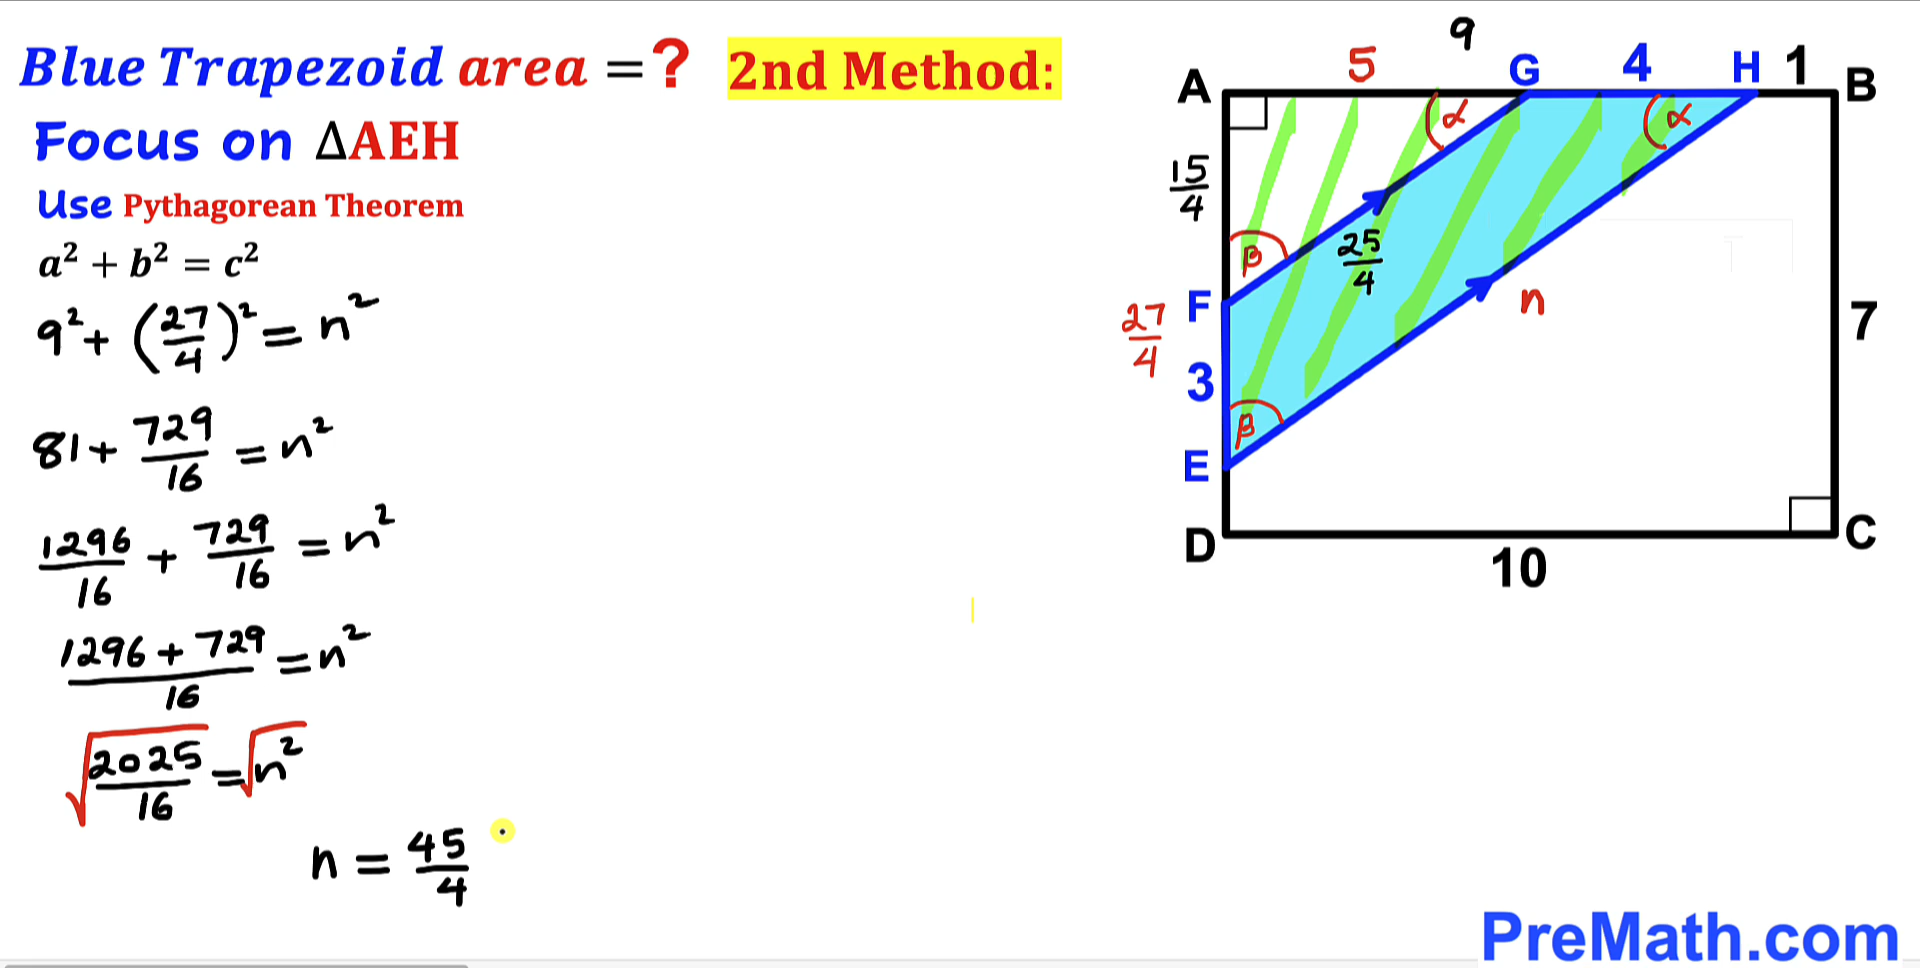 Blue Trapezoid area = ? 2nd Method:
Focus on ΔAEH
Use Pythagorean Theorem
a² + b² = c²
9² + (27/4)² = n²
81 + 729/16 = n²
1296/16 + 729/16 = n²
(1296 + 729)/16 = n²
√(2025/16) = √n²
n = 45/4
9
A 5 G 4 H 1 B
α α
15/4
β 25/4
27/4 F n 7
3
β
E
D C
10
PreMath.com